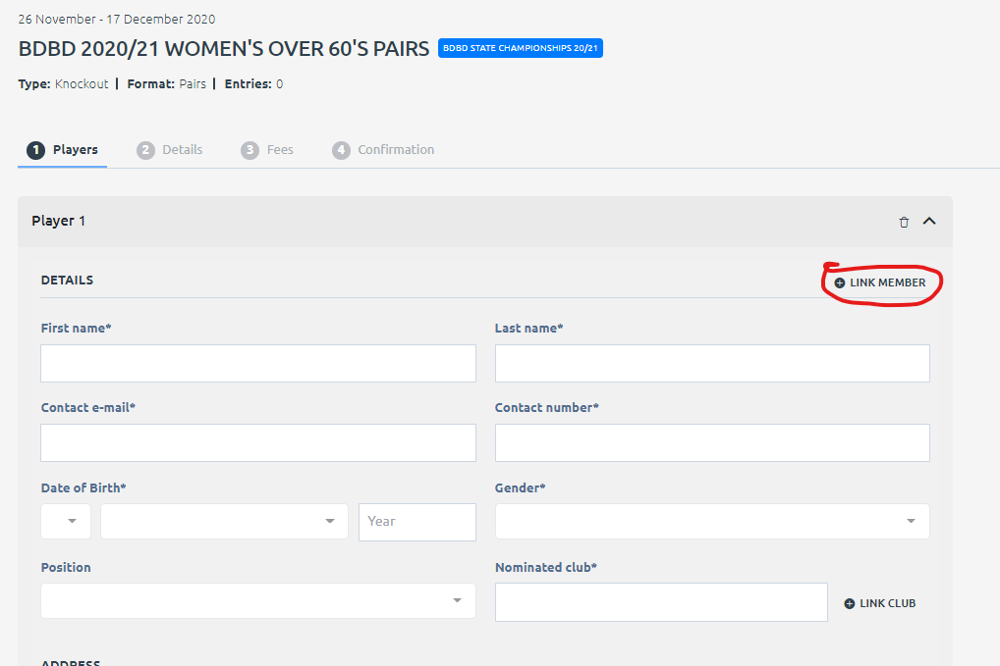 26 November - 17 December 2020
BDBD 2020/21 WOMEN'S OVER 60'S PAIRS BDBD STATE CHAMPIONSHIPS 20/21
Type: Knockout | Format: Pairs | Entries: 0
1 Players 2 Details 3 Fees 4 Confirmation
Player 1
DETAILS LINK MEMBER
First name* Last name*
Contact e-mail* Contact number*
Date of Birth* Gender*
Year
Position Nominated club*
LINK CLUB
ADDRESS